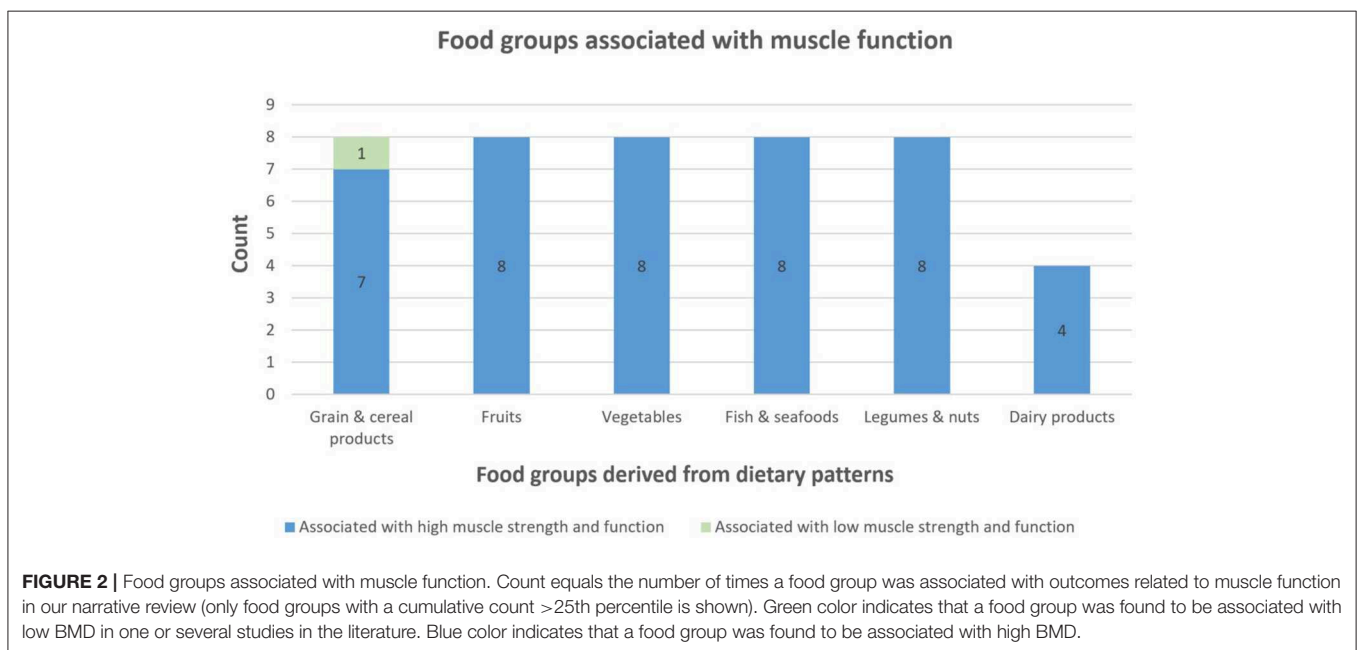 Food groups associated with muscle function
9
8
7
6
5
4
3
2
1
0
Count
1
7
8
8
8
8
4
Grain & cereal
products
Fruits
Vegetables
Fish & seafoods
Legumes & nuts
Dairy products
Food groups derived from dietary patterns
Associated with high muscle strength and function
Associated with low muscle strength and function
FIGURE 2 | Food groups associated with muscle function. Count equals the number of times a food group was associated with outcomes related to muscle function
in our narrative review (only food groups with a cumulative count >25th percentile is shown). Green color indicates that a food group was found to be associated with
low BMD in one or several studies in the literature. Blue color indicates that a food group was found to be associated with high BMD.